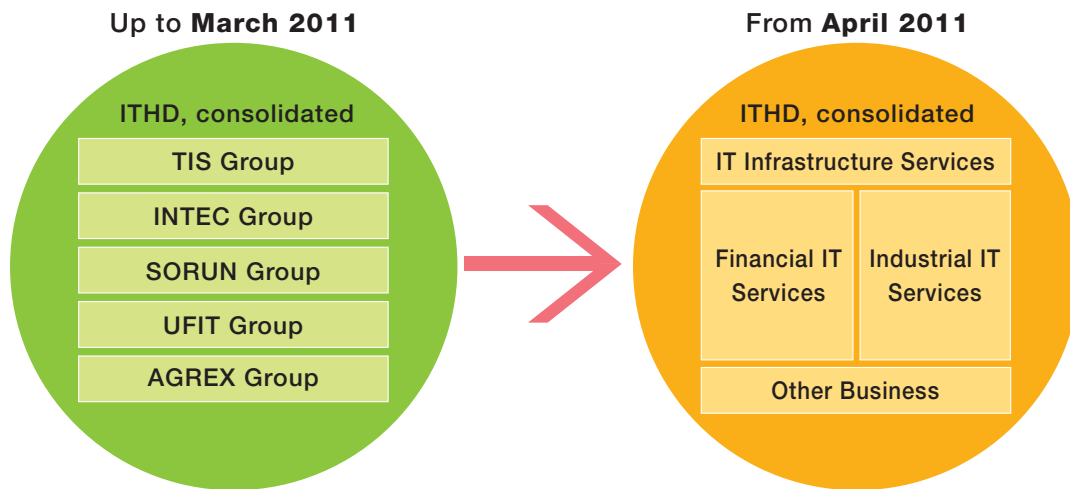 Up to March 2011
ITHD, consolidated
TIS Group
INTEC Group
SORUN Group
UFIT Group
AGREX Group
From April 2011
ITHD, consolidated
IT Infrastructure Services
Financial IT
Services
Industrial IT
Services
Other Business